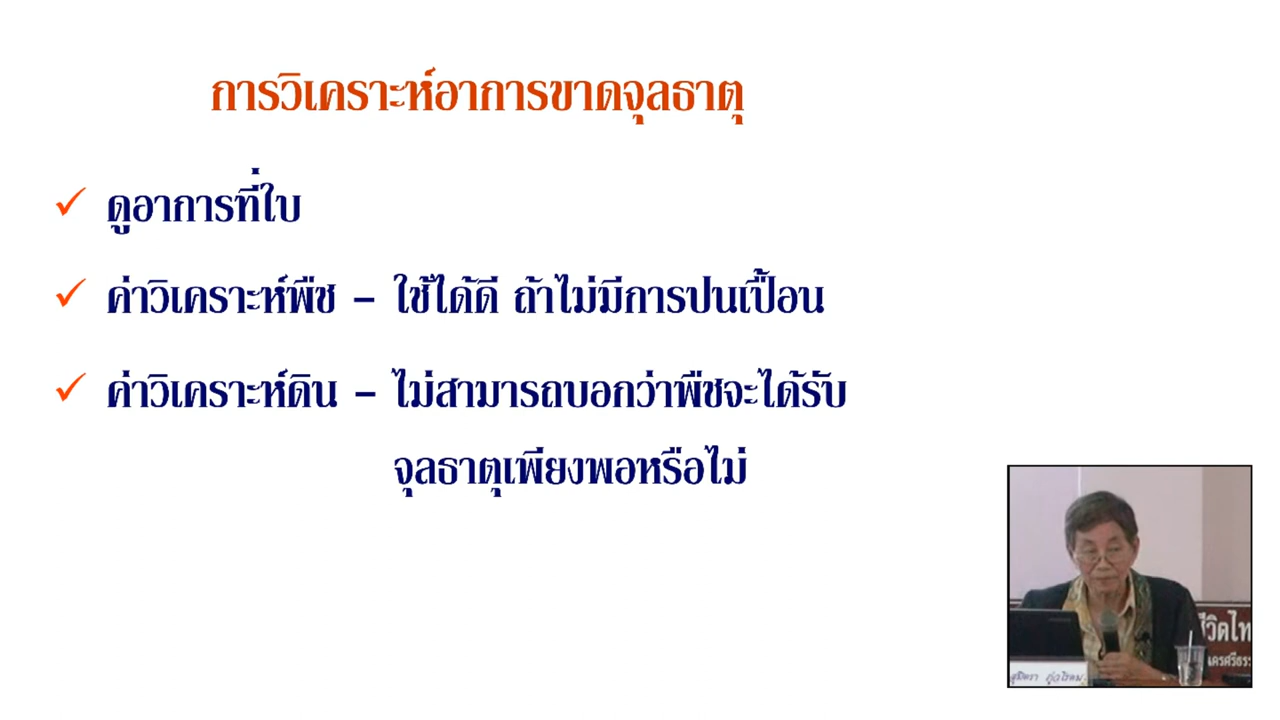 การวิเคราะห์อาการขาดจุลธาตุ
✓ ดูอาการที่ใบ
✓ ค่าวิเคราะห์พืช – ใช้ได้ดี ถ้าไม่มีการปนเปื้อน
✓ ค่าวิเคราะห์ดิน – ไม่สามารถบอกว่าพืชจะได้รับ
จุลธาตุเพียงพอหรือไม่
สุมิตรา